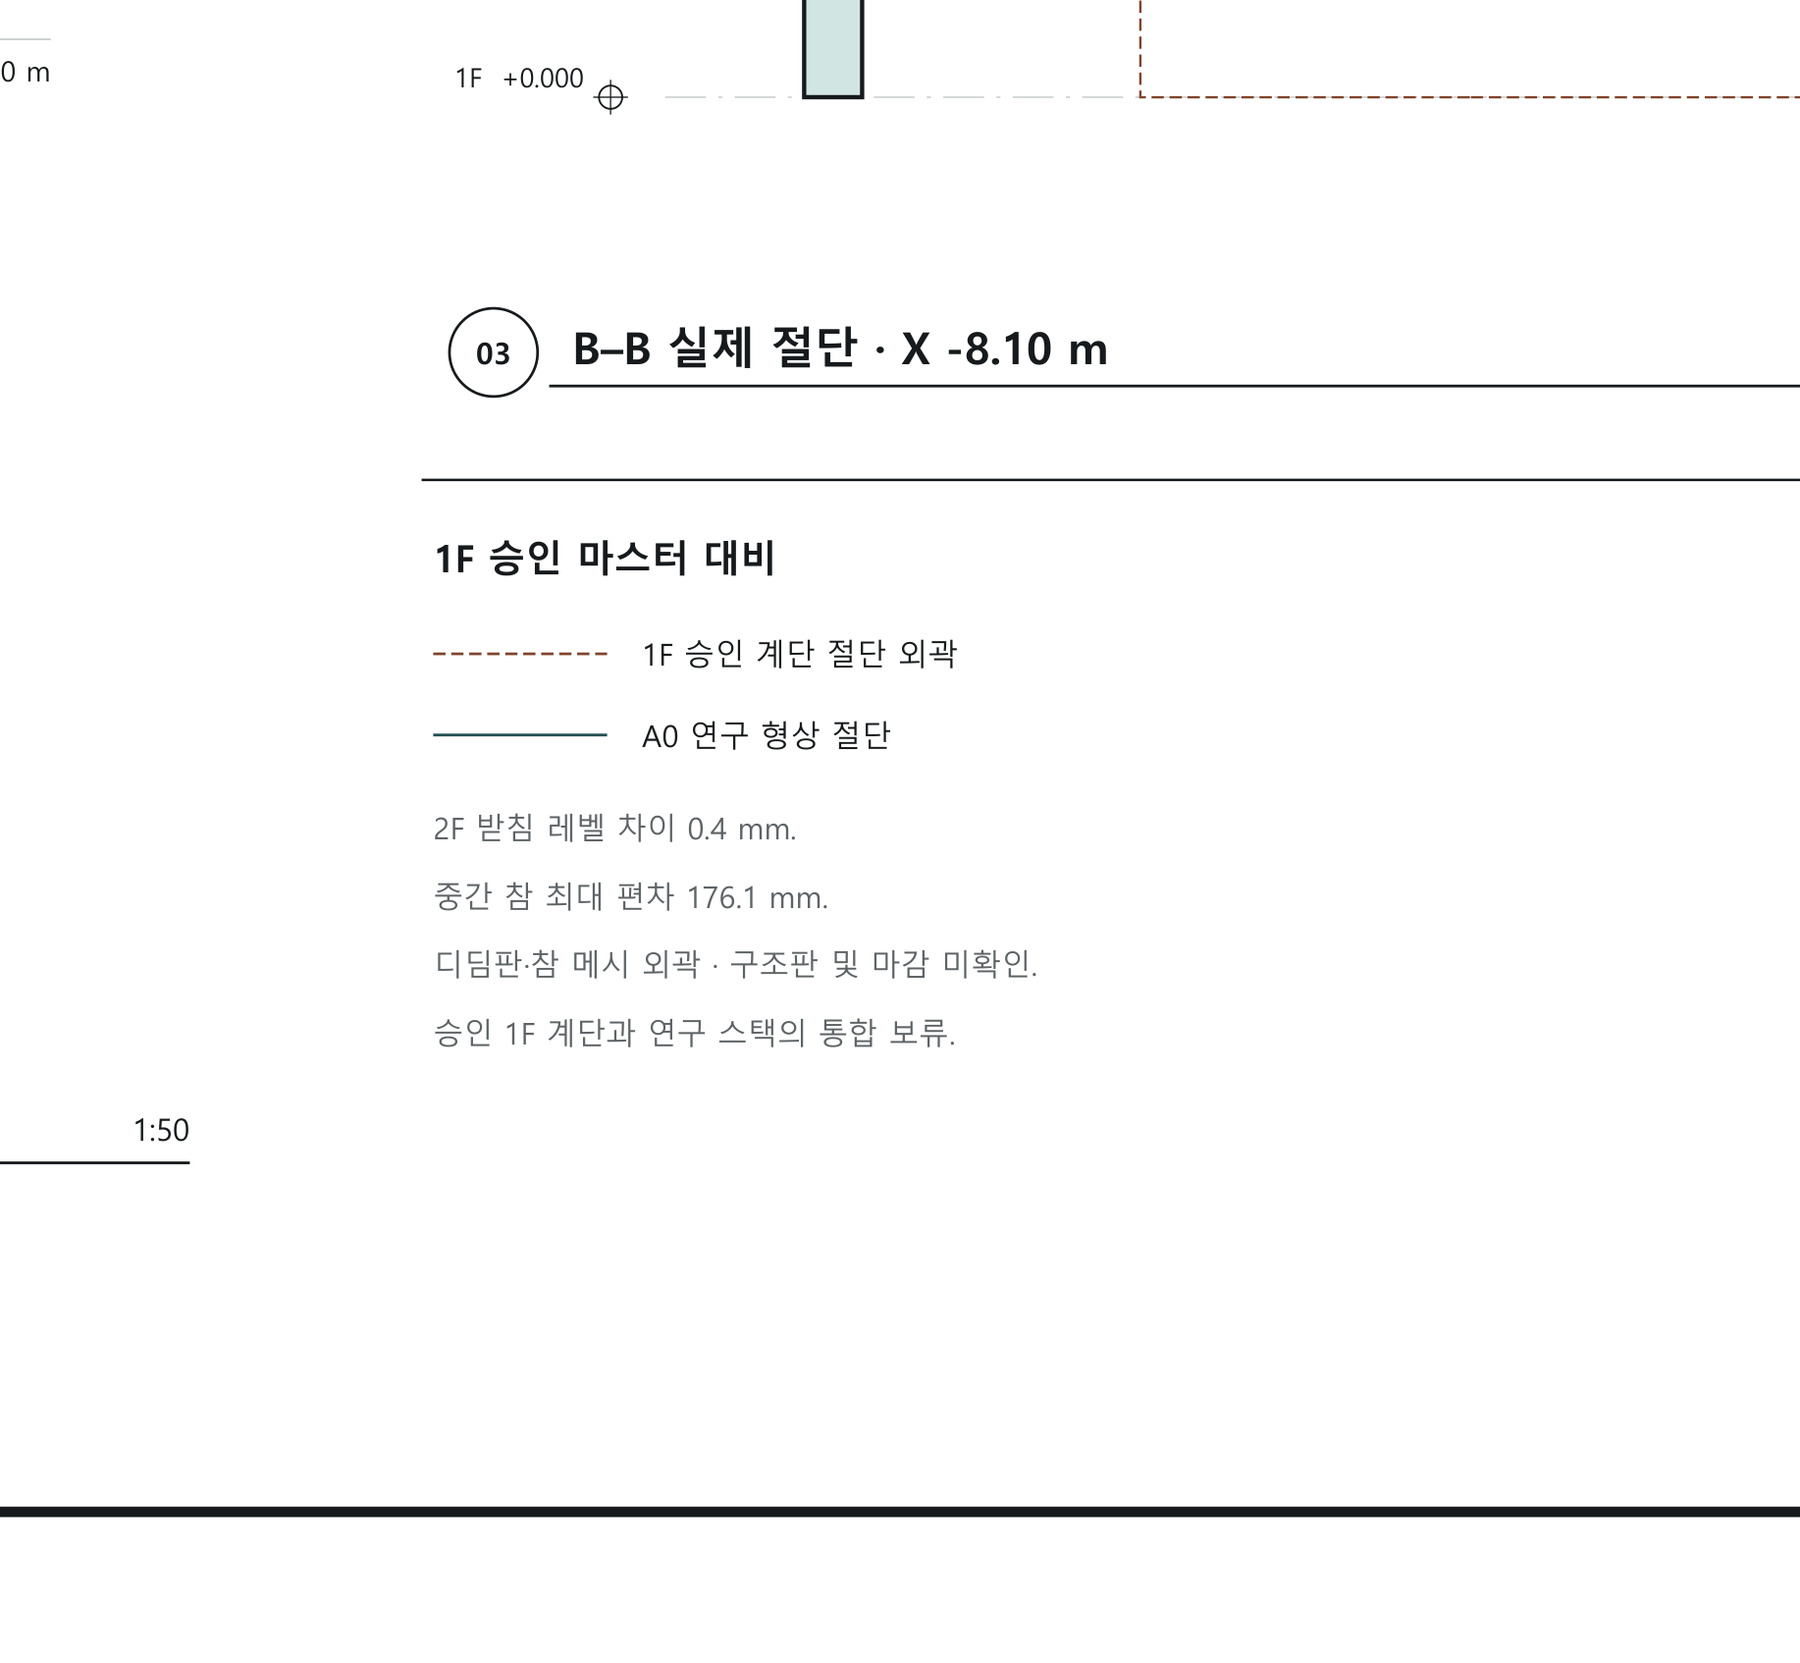 0 m
1F +0.000
03 B–B 실제 절단 · X -8.10 m
1F 승인 마스터 대비
1F 승인 계단 절단 외곽
A0 연구 형상 절단
2F 받침 레벨 차이 0.4 mm.
중간 참 최대 편차 176.1 mm.
디딤판·참 메시 외곽 · 구조판 및 마감 미확인.
승인 1F 계단과 연구 스택의 통합 보류.
1:50